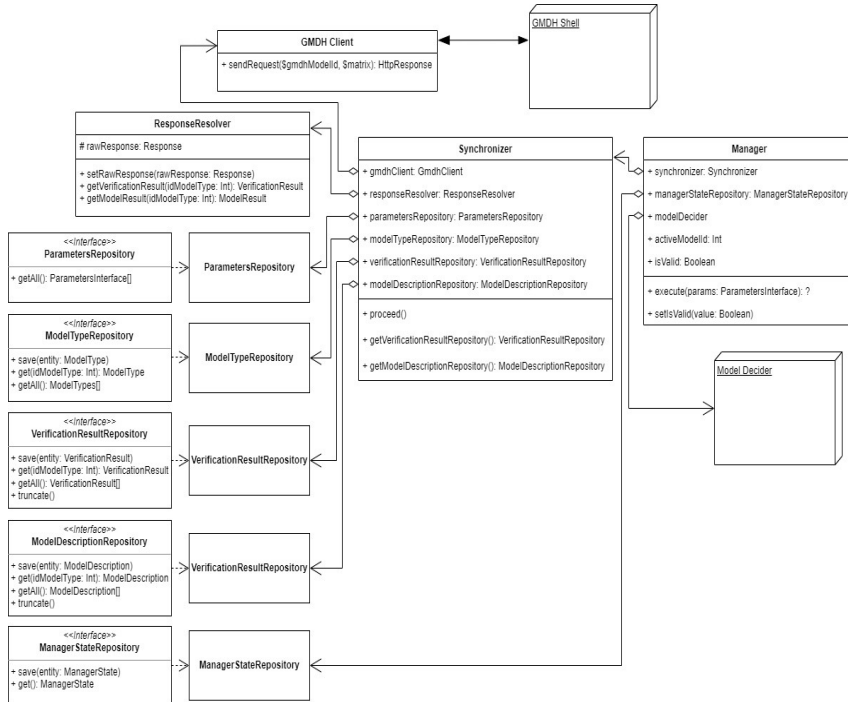 GMDH Client
+ sendRequest($gmdhModelId, $matrix): HttpResponse
GMDH Shell
ResponseResolver
# rawResponse: Response
+ setRawResponse(rawResponse: Response)
+ getVerificationResult(idModelType: Int): VerificationResult
+ getModelResult(idModelType: Int): ModelResult
Synchronizer
+ gmdhClient: GmdhClient
+ responseResolver: ResponseResolver
+ parametersRepository: ParametersRepository
+ modelTypeRepository: ModelTypeRepository
+ verificationResultRepository: VerificationResultRepository
+ modelDescriptionRepository: ModelDescriptionRepository
+ proceed()
+ getVerificationResultRepository(): VerificationResultRepository
+ getModelDescriptionRepository(): ModelDescriptionRepository
Manager
+ synchronizer: Synchronizer
+ managerStateRepository: ManagerStateRepository
+ modelDecider
+ activeModelId: Int
+ isValid: Boolean
+ execute(params: ParametersInterface): ?
+ setIsValid(value: Boolean)
Model Decider
<<Interface>>
ParametersRepository
+ getAll(): ParametersInterface[]
ParametersRepository
<<Interface>>
ModelTypeRepository
+ save(entity: ModelType)
+ get(idModelType: Int): ModelType
+ getAll(): ModelTypes[]
ModelTypeRepository
<<Interface>>
VerificationResultRepository
+ save(entity: VerificationResult)
+ get(idModelType: Int): VerificationResult
+ getAll(): VerificationResult[]
+ truncate()
VerificationResultRepository
<<Interface>>
ModelDescriptionRepository
+ save(entity: ModelDescription)
+ get(idModelType: Int): ModelDescription
+ getAll(): ModelDescription[]
+ truncate()
VerificationResultRepository
<<Interface>>
ManagerStateRepository
+ save(entity: ManagerState)
+ get(): ManagerState
ManagerStateRepository